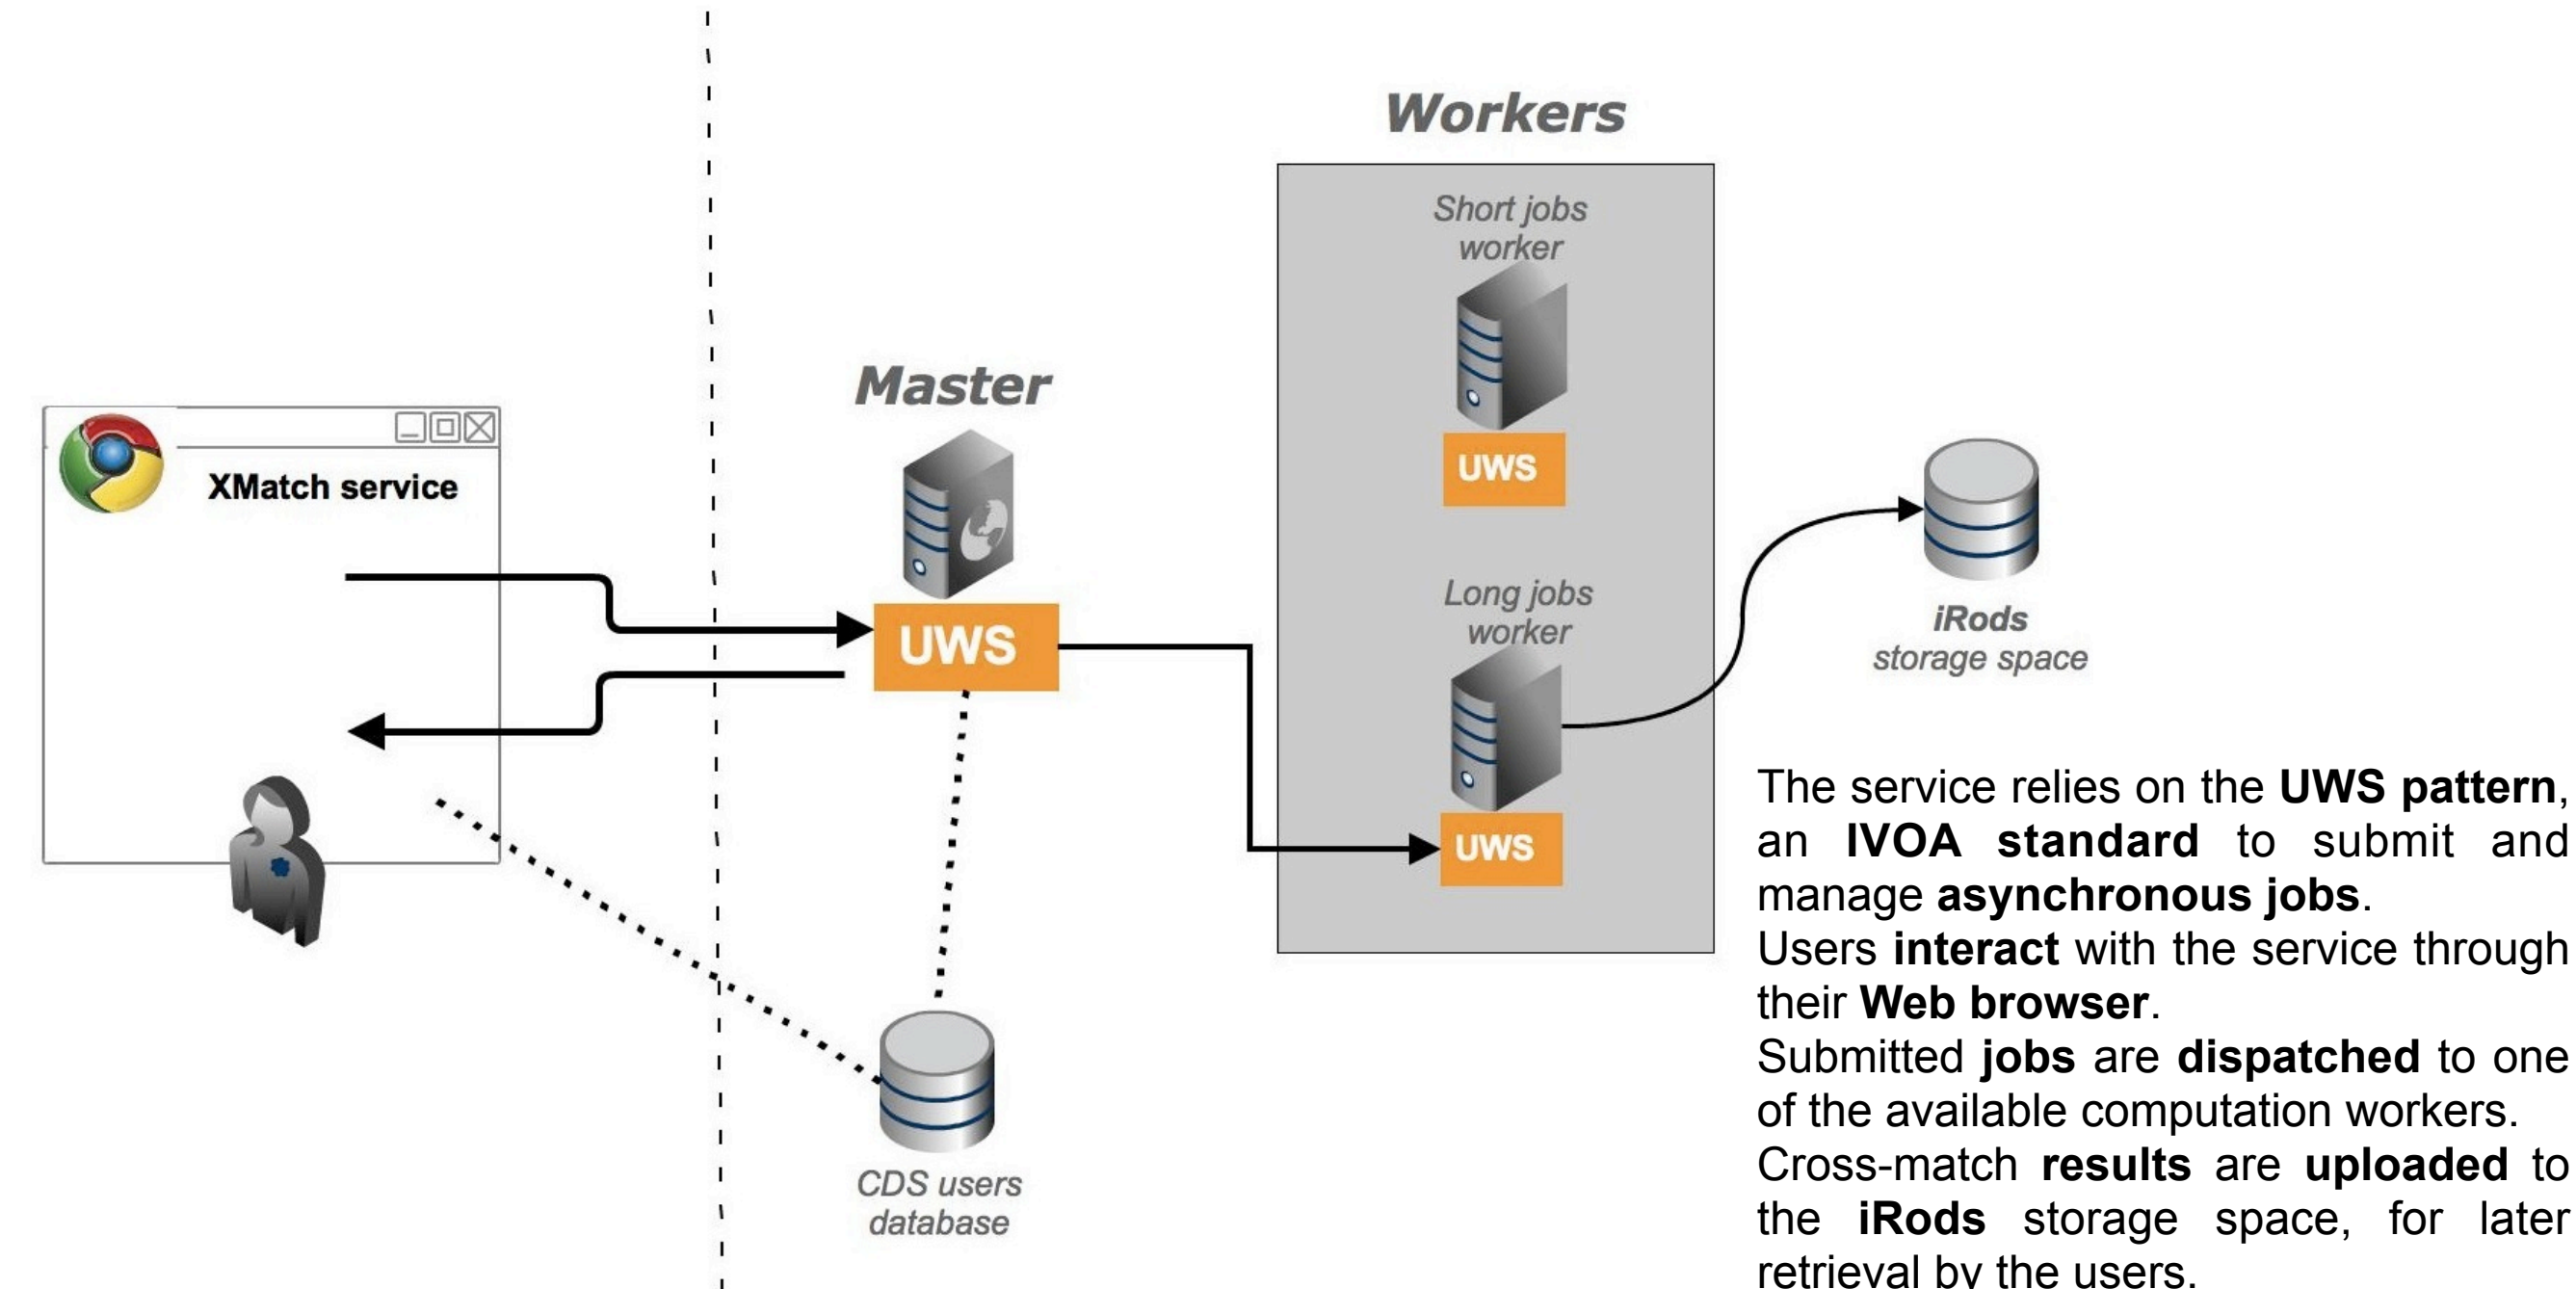 Workers
Short jobs
worker
UWS
Master
XMatch service
UWS
Long jobs
worker
UWS
iRods
storage space
CDS users
database
The service relies on the UWS pattern,
an IVOA standard to submit and
manage asynchronous jobs.
Users interact with the service through
their Web browser.
Submitted jobs are dispatched to one
of the available computation workers.
Cross-match results are uploaded to
the iRods storage space, for later
retrieval by the users.